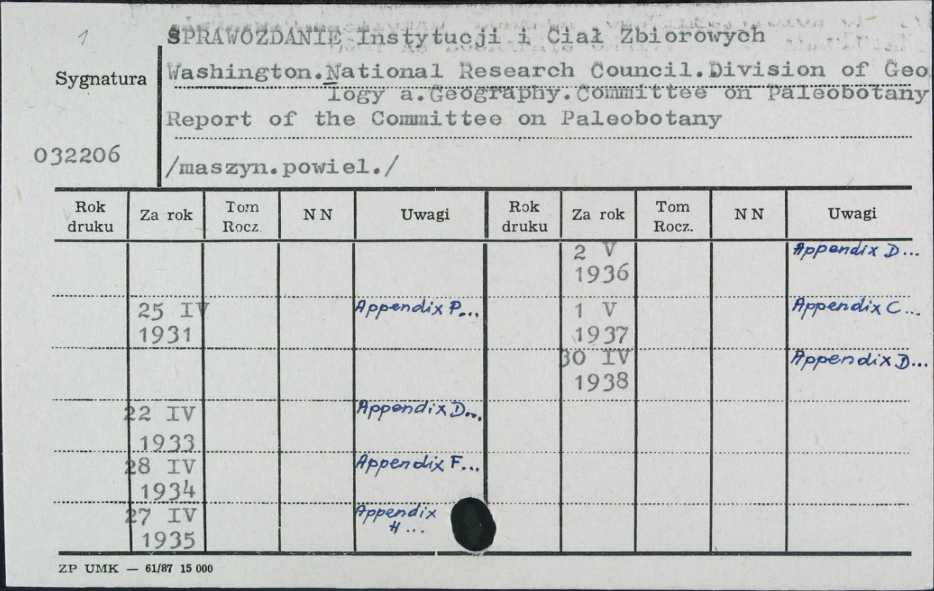 1
SPRAWOZDANIE Instytucji i Ciał Zbiorowych
Sygnatura
Washington.National Research Council.Division of Geo
logy a.Geography.Committee on Paleobotany
Report of the Committee on Paleobotany
032206
/maszyn.powiel./
Rok druku Za rok Tom Rocz. NN Uwagi Rok druku Za rok Tom Rocz. NN Uwagi
2 V 1936 Appendix D...
25 IV 1931 Appendix P... 1 V 1937 Appendix C...
30 IV 1938 Appendix D...
22 IV 1933 Appendix D...
28 IV 1934 Appendix F...
27 IV 1935 Appendix H...
ZP UMK — 61/87 15 000